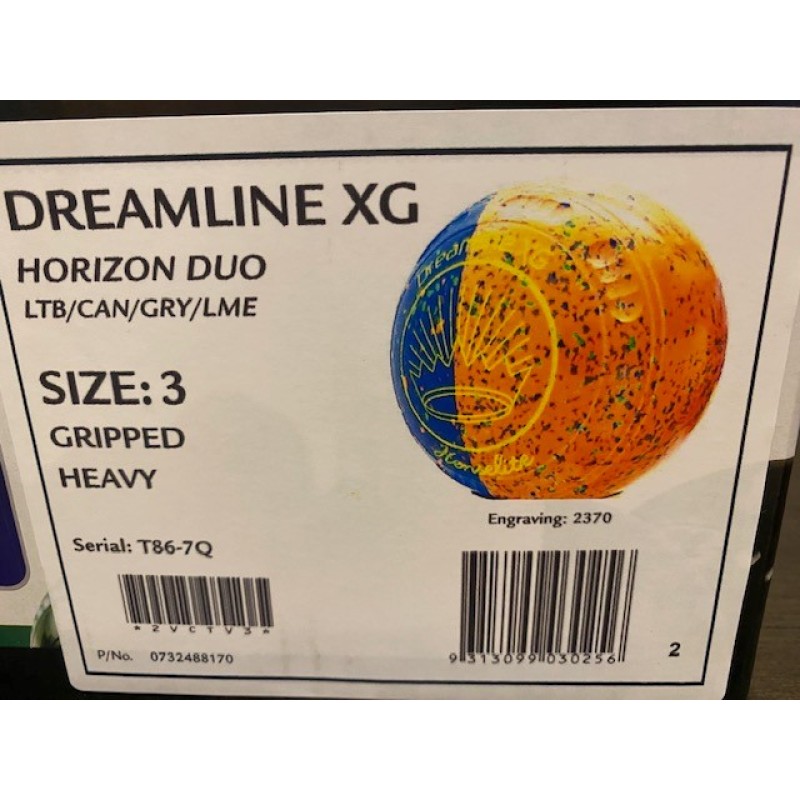 DREAMLINE XG
HORIZON DUO
LTB/CAN/GRY/LME
SIZE: 3
GRIPPED
HEAVY
Serial: T86-7Q
*2VCTV3*
P/No. 0732488170
Henselite
Engraving: 2370
9 313099 030256
2